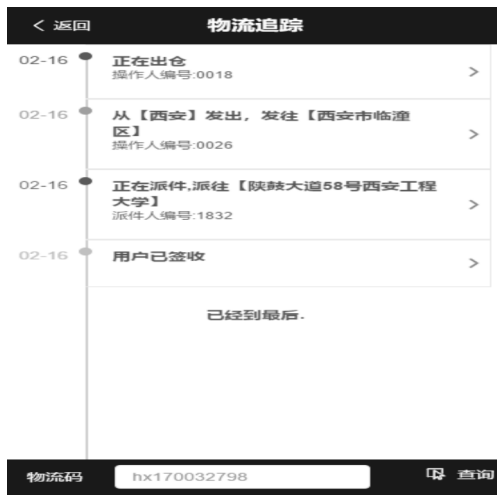 < 返回 物流追踪
02-16 正在出仓
操作人编号:0018
02-16 从【西安】发出，发往【西安市临潼
区】
操作人编号:0026
02-16 正在派件,派往【陕鼓大道58号西安工程
大学】
派件人编号:1832
02-16 用户已签收
已经到最后.
物流码 hx170032798 查询